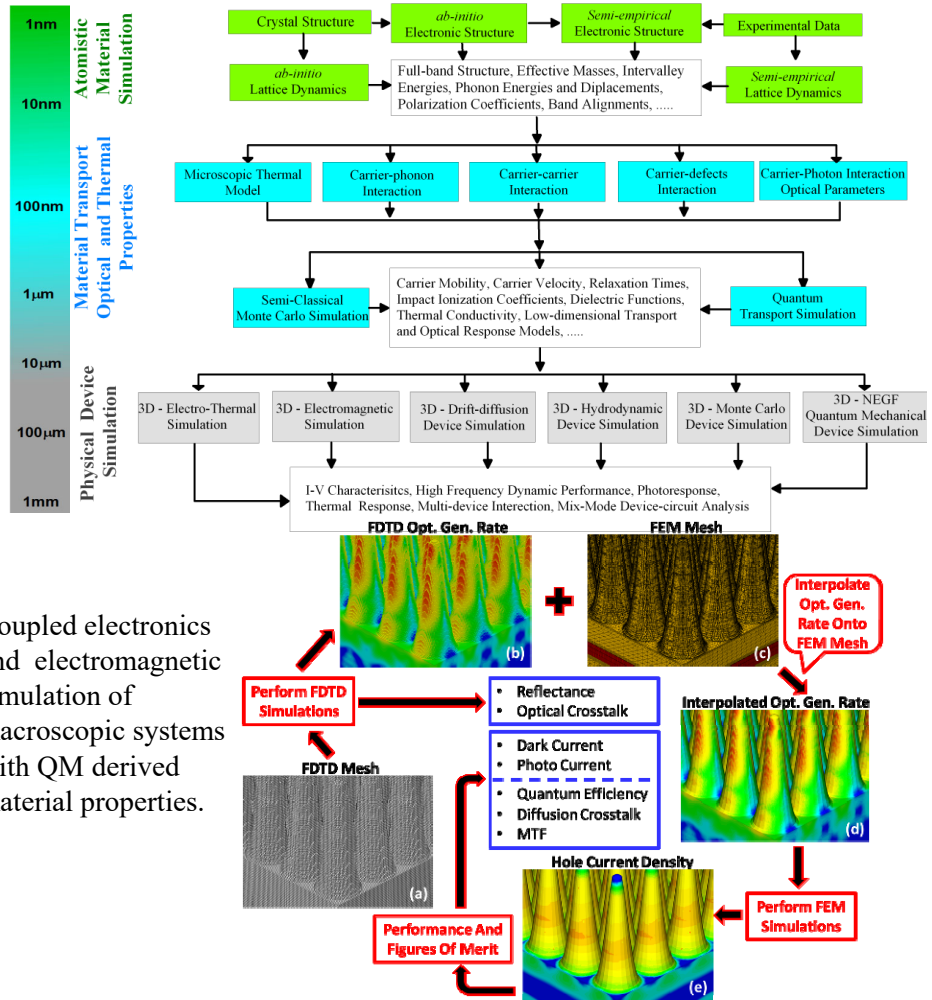 1nm
10nm
100nm
1µm
10µm
100µm
1mm
Atomistic
Material
Simulation
Material Transport
Optical and Thermal
Properties
Physical Device
Simulation
Crystal Structure
ab-initio
Electronic Structure
Semi-empirical
Electronic Structure
Experimental Data
ab-initio
Lattice Dynamics
Full-band Structure, Effective Masses, Intervalley
Energies, Phonon Energies and Diplacements,
Polarization Coefficients, Band Alignments, .....
Semi-empirical
Lattice Dynamics
Microscopic Thermal
Model
Carrier-phonon
Interaction
Carrier-carrier
Interaction
Carrier-defects
Interaction
Carrier-Photon Interaction
Optical Parameters
Semi-Classical
Monte Carlo Simulation
Carrier Mobility, Carrier Velocity, Relaxation Times,
Impact Ionization Coefficients, Dielectric Functions,
Thermal Conductivity, Low-dimensional Transport
and Optical Response Models, .....
Quantum
Transport Simulation
3D - Electro-Thermal
Simulation
3D - Electromagnetic
Simulation
3D - Drift-diffusion
Device Simulation
3D - Hydrodynamic
Device Simulation
3D - Monte Carlo
Device Simulation
3D - NEGF
Quantum Mechanical
Device Simulation
I-V Characterisitcs, High Frequency Dynamic Performance, Photoresponse,
Thermal Response, Multi-device Interection, Mix-Mode Device-circuit Analysis
FDTD Opt. Gen. Rate
(b)
FEM Mesh
(c)
Interpolate
Opt. Gen.
Rate Onto
FEM Mesh
oupled electronics
nd electromagnetic
mulation of
acroscopic systems
ith QM derived
aterial properties.
Perform FDTD
Simulations
• Reflectance
• Optical Crosstalk
Interpolated Opt. Gen. Rate
(d)
FDTD Mesh
(a)
• Dark Current
• Photo Current
• Quantum Efficiency
• Diffusion Crosstalk
• MTF
Hole Current Density
(e)
Perform FEM
Simulations
Performance And
Figures Of Merit